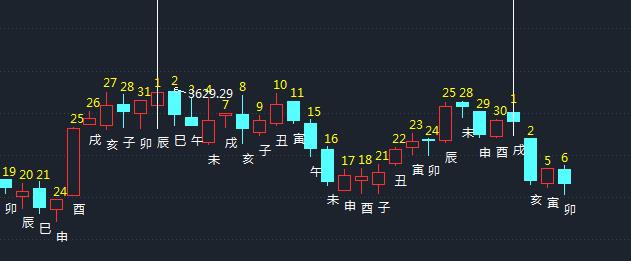 19 20 21 24 25 26 27 28 31 1 2 3 4 7 8 9 10 11 15 16 17 18 21 22 23 24 25 28 29 30 1 2 5 6
3629.29
卯 辰 巳 申 酉 戌 亥 子 卯 辰 巳 午 未 戌 亥 子 丑 寅 午 未 申 酉 子 丑 寅 卯 辰 未 申 酉 戌 亥 寅 卯